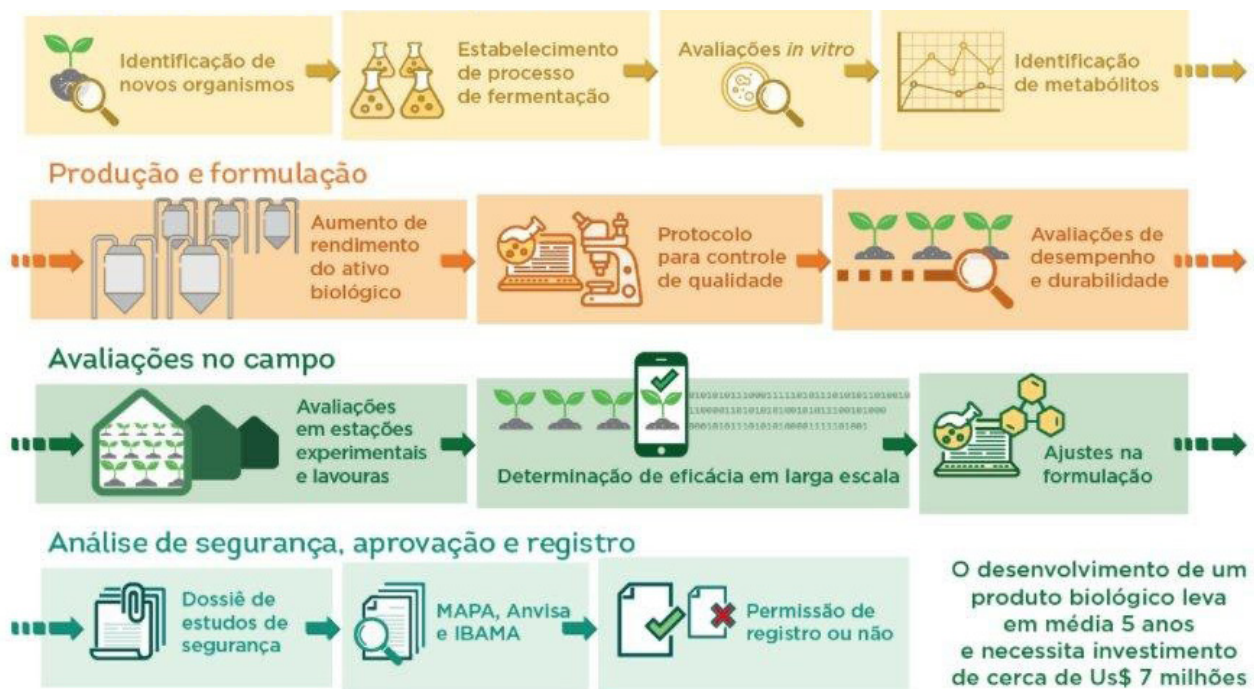 Identificação de
novos organismos
Estabelecimento
de processo
de fermentação
Avaliações in vitro
Identificação
de metabólitos
Produção e formulação
Aumento de
rendimento
do ativo
biológico
Protocolo
para controle
de qualidade
Avaliações de
desempenho
e durabilidade
Avaliações no campo
Avaliações
em estações
experimentais
e lavouras
Determinação de eficácia em larga escala
Ajustes na
formulação
Análise de segurança, aprovação e registro
Dossiê de
estudos de
segurança
MAPA, Anvisa
e IBAMA
Permissão de
registro ou não
O desenvolvimento de um
produto biológico leva
em média 5 anos
e necessita investimento
de cerca de Us$ 7 milhões